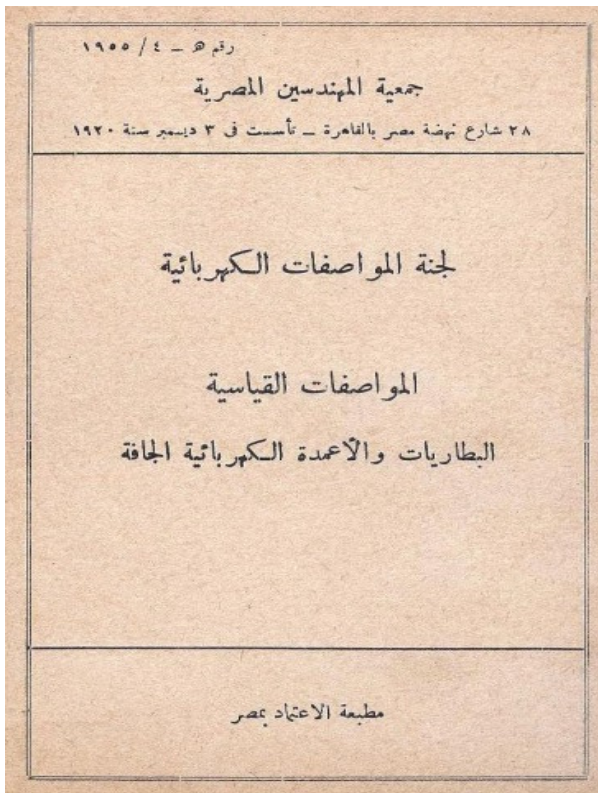 رقم ھ – ٤ / ١٩٥٥
جمعية المهندسين المصرية
٢٨ شارع نهضة مصر بالقاهرة – تأسست فى ٣ ديسمبر سنة ١٩٢٠
لجنة المواصفات الكهربائية
المواصفات القياسية
البطاريات والأعمدة الكهربائية الجافة
مطبعة الاعتماد بمصر